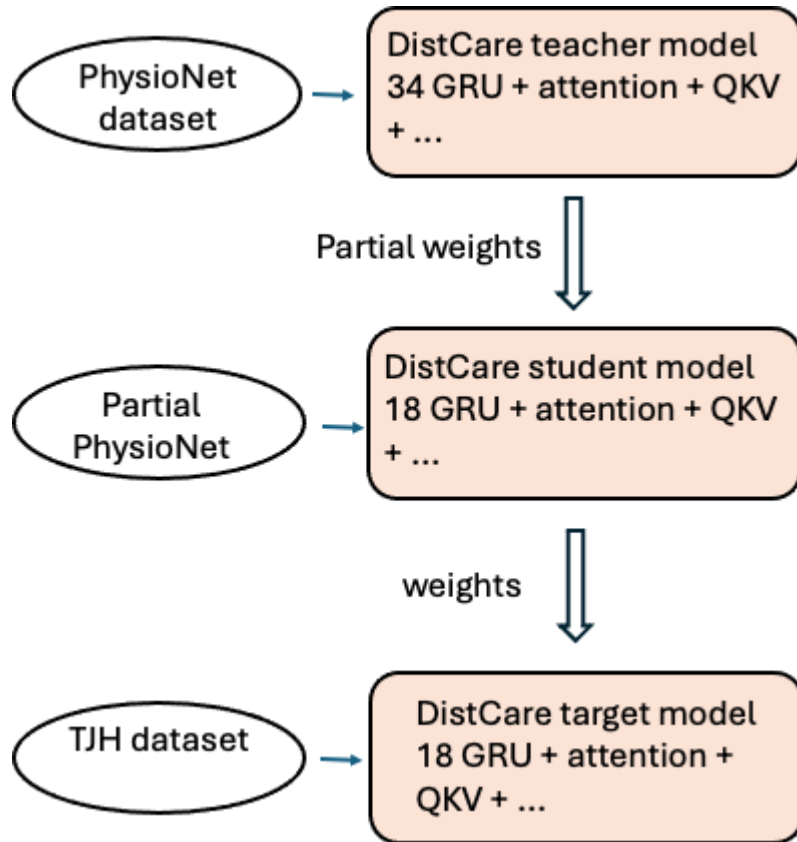 PhysioNet
dataset
DistCare teacher model
34 GRU + attention + QKV
+ ...
Partial weights
Partial
PhysioNet
DistCare student model
18 GRU + attention + QKV
+ ...
weights
TJH dataset
DistCare target model
18 GRU + attention +
QKV + ...